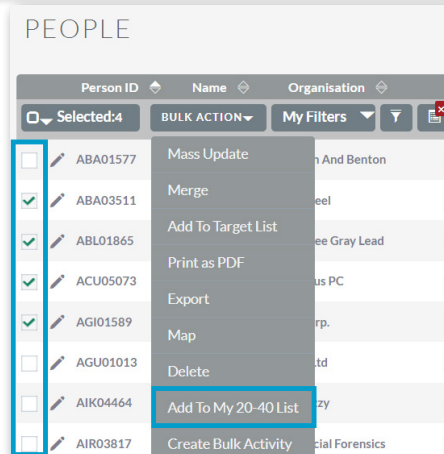 PEOPLE
Person ID Name Organisation
Selected:4 BULK ACTION My Filters
ABA01577 Mass Update And Benton
ABA03511 Merge eel
Add To Target List
ABL01865 ee Gray Lead
Print as PDF
ACU05073 us PC
Export
AGI01589 rp.
Map
AGU01013 Ltd
Delete
AIK04464 Add To My 20-40 List zy
AIR03817 Create Bulk Activity cial Forensics